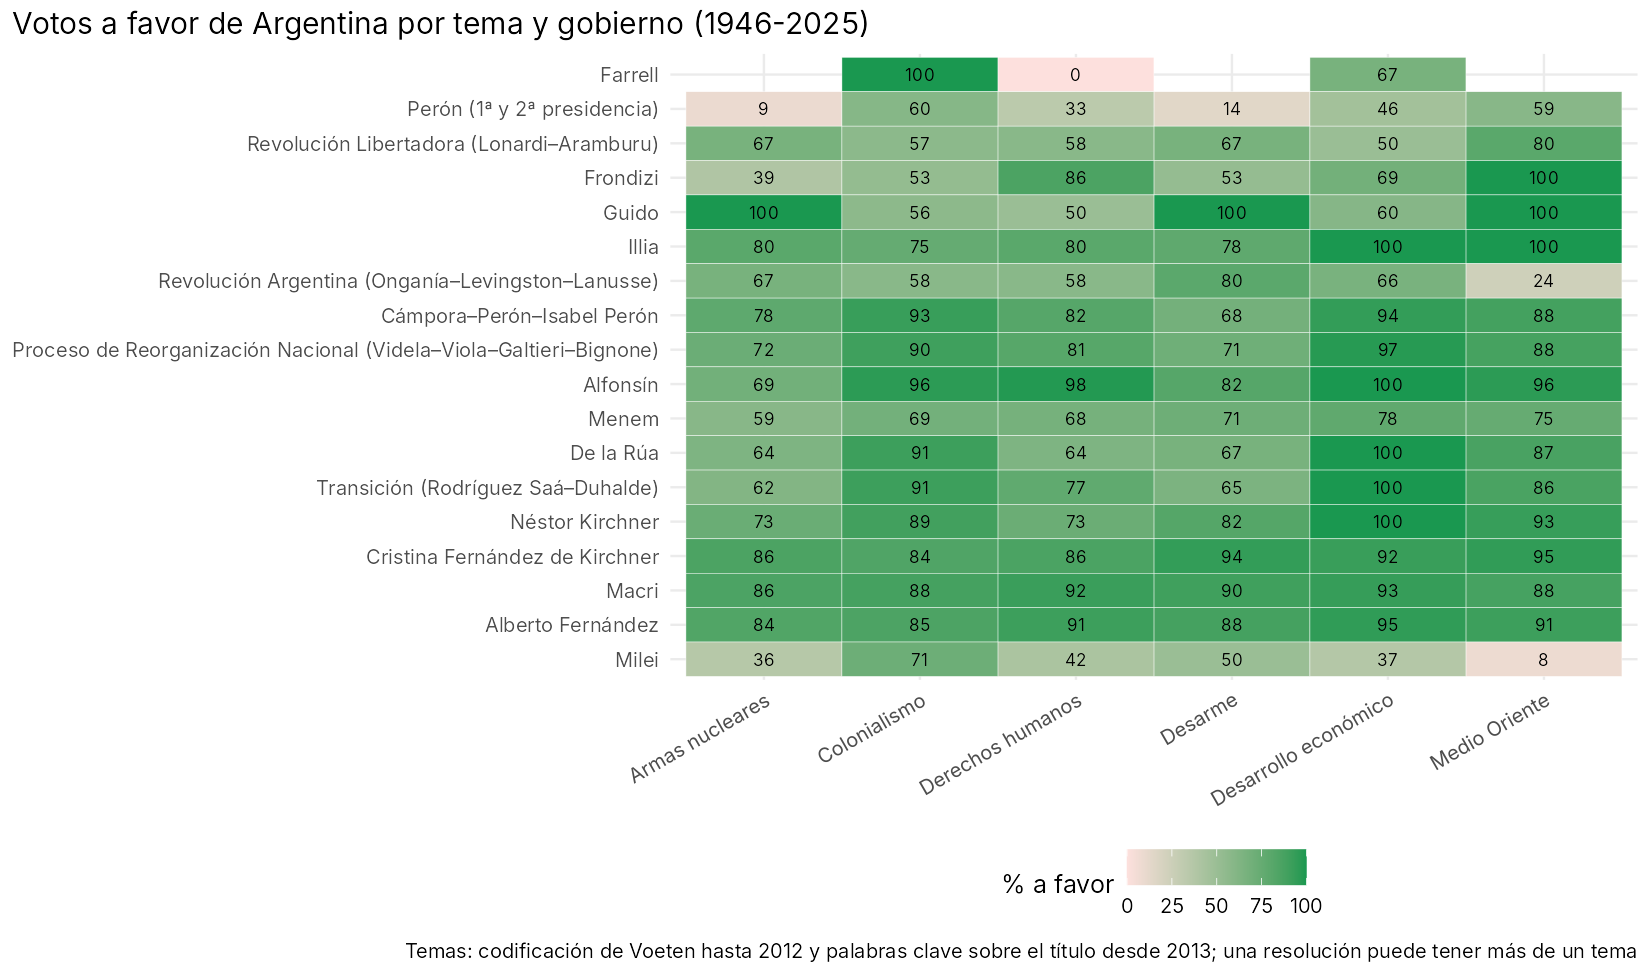 Votos a favor de Argentina por tema y gobierno (1946-2025)
Farrell 100 0 67
Perón (1ª y 2ª presidencia) 9 60 33 14 46 59
Revolución Libertadora (Lonardi–Aramburu) 67 57 58 67 50 80
Frondizi 39 53 86 53 69 100
Guido 100 56 50 100 60 100
Illia 80 75 80 78 100 100
Revolución Argentina (Onganía–Levingston–Lanusse) 67 58 58 80 66 24
Cámpora–Perón–Isabel Perón 78 93 82 68 94 88
Proceso de Reorganización Nacional (Videla–Viola–Galtieri–Bignone) 72 90 81 71 97 88
Alfonsín 69 96 98 82 100 96
Menem 59 69 68 71 78 75
De la Rúa 64 91 64 67 100 87
Transición (Rodríguez Saá–Duhalde) 62 91 77 65 100 86
Néstor Kirchner 73 89 73 82 100 93
Cristina Fernández de Kirchner 86 84 86 94 92 95
Macri 86 88 92 90 93 88
Alberto Fernández 84 85 91 88 95 91
Milei 36 71 42 50 37 8
Armas nucleares Colonialismo Derechos humanos Desarme Desarrollo económico Medio Oriente
% a favor
0 25 50 75 100
Temas: codificación de Voeten hasta 2012 y palabras clave sobre el título desde 2013; una resolución puede tener más de un tema